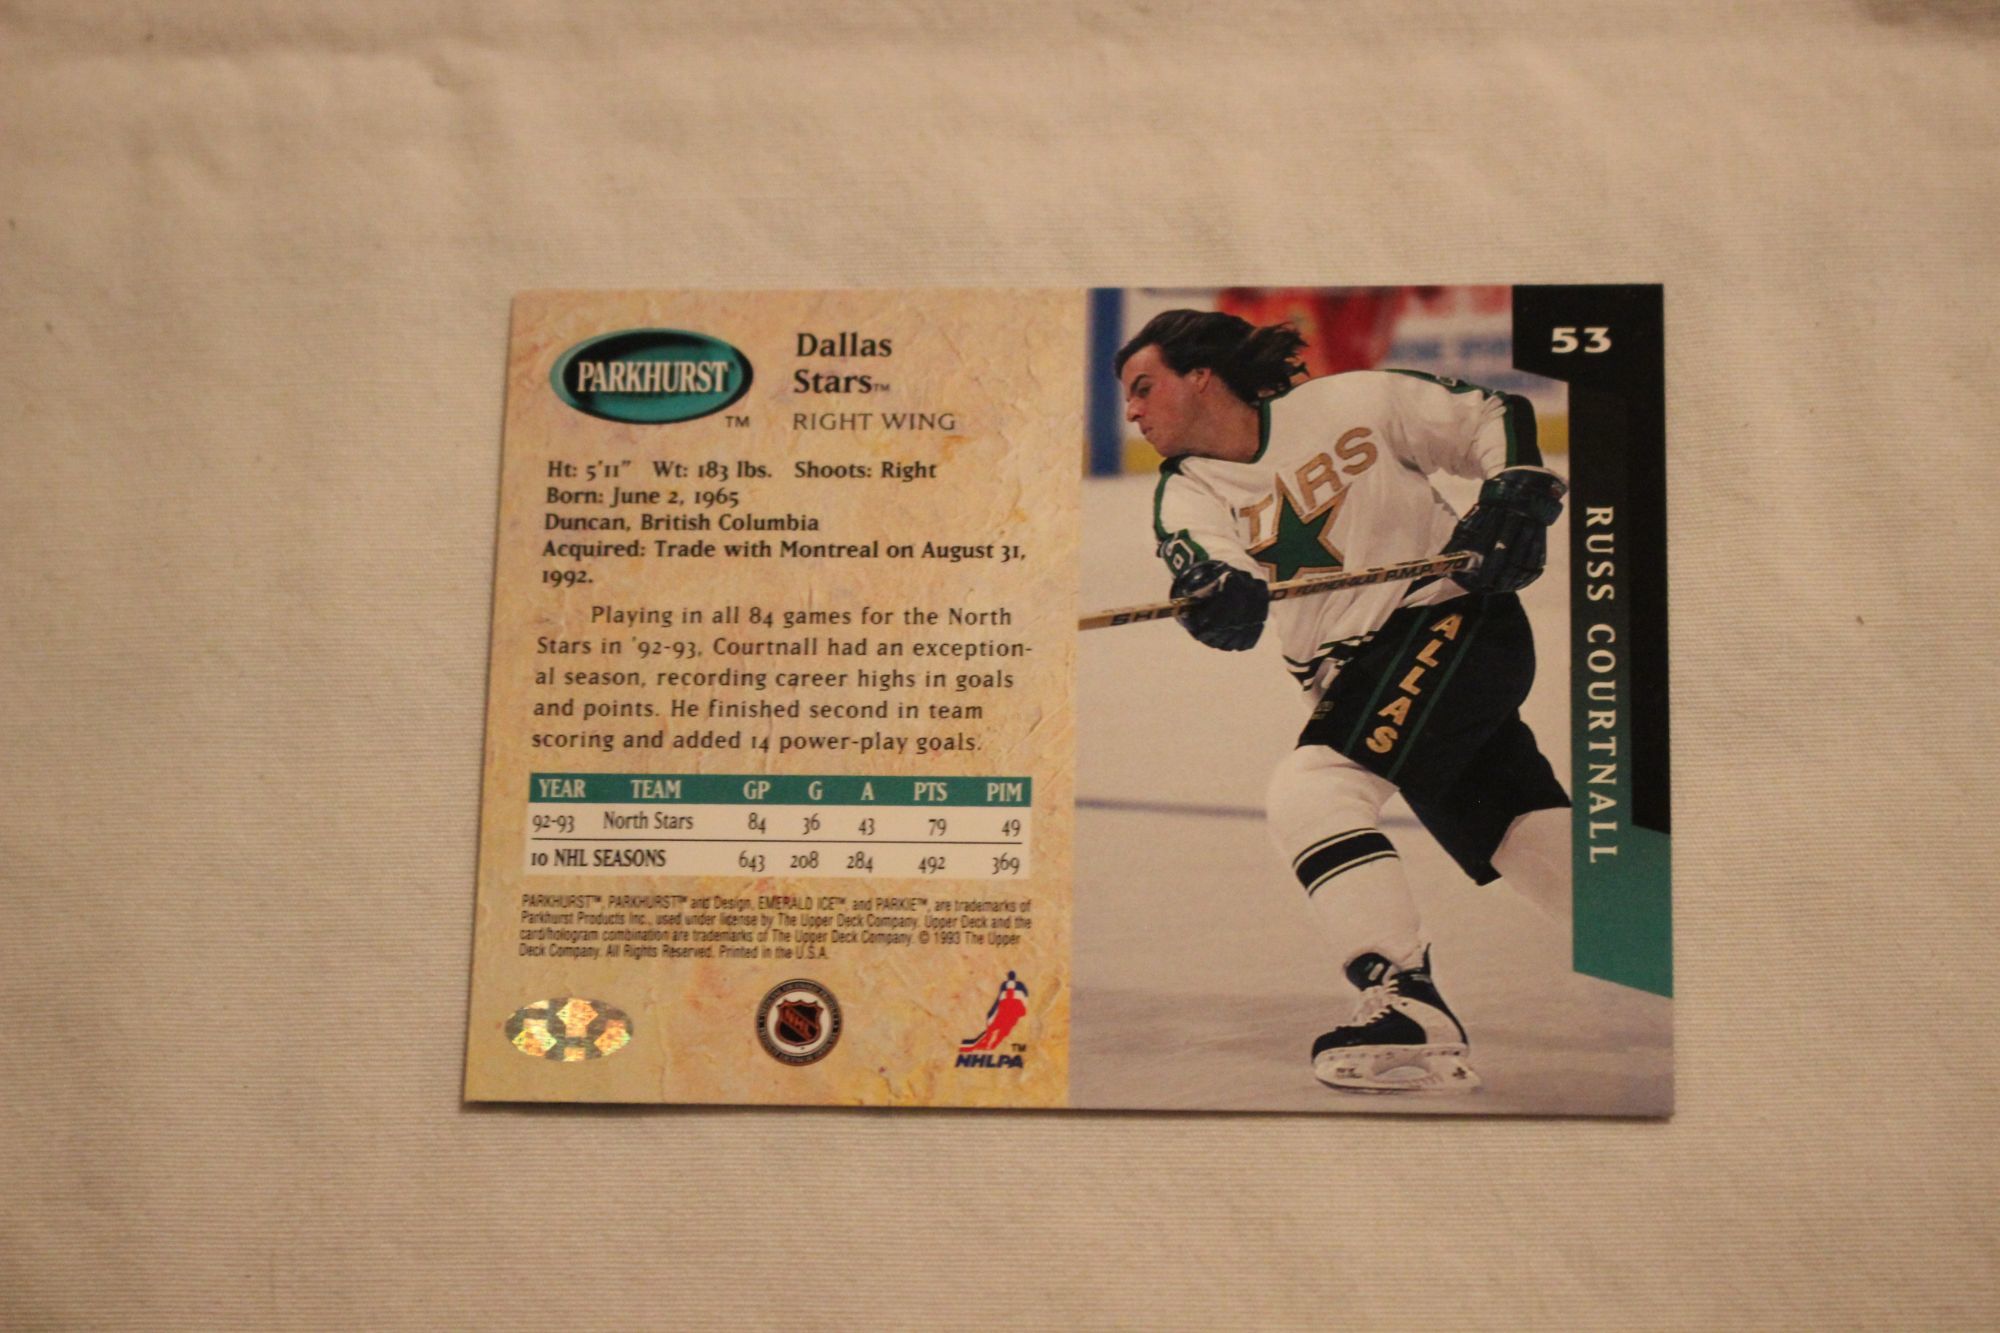 PARKHURST
TM
Dallas
Stars™
RIGHT WING
Ht: 5'11" Wt: 183 lbs. Shoots: Right
Born: June 2, 1965
Duncan, British Columbia
Acquired: Trade with Montreal on August 31,
1992.
Playing in all 84 games for the North
Stars in '92-93, Courtnall had an exception-
al season, recording career highs in goals
and points. He finished second in team
scoring and added 14 power-play goals.
YEAR TEAM GP G A PTS PIM
92-93 North Stars 84 36 43 79 49
10 NHL SEASONS 643 208 284 492 369
PARKHURST™, PARKHURST™ and Design, EMERALD ICE™, and PARKIE™, are trademarks of
Parkhurst Products Inc., used under license by The Upper Deck Company. Upper Deck and the
card/hologram combination are trademarks of The Upper Deck Company. © 1993 The Upper
Deck Company. All Rights Reserved. Printed in the U.S.A.
NHL
TM
NHLPA
53
RUSS COURTNALL
STARS
ALLAS
P.M.P. 70